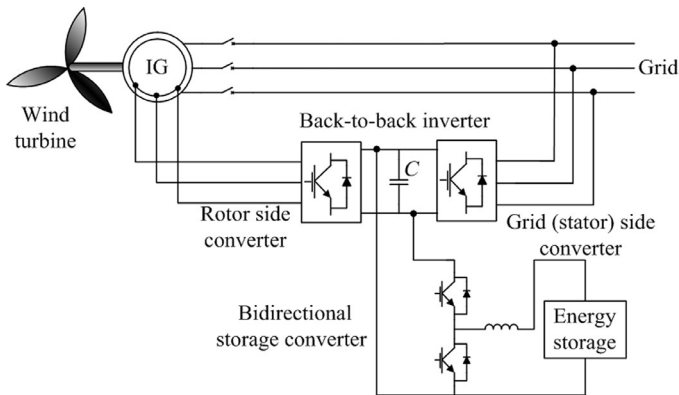 IG
Grid
Wind
turbine
Back-to-back inverter
C
Rotor side
converter
Grid (stator) side
converter
Bidirectional
storage converter
Energy
storage